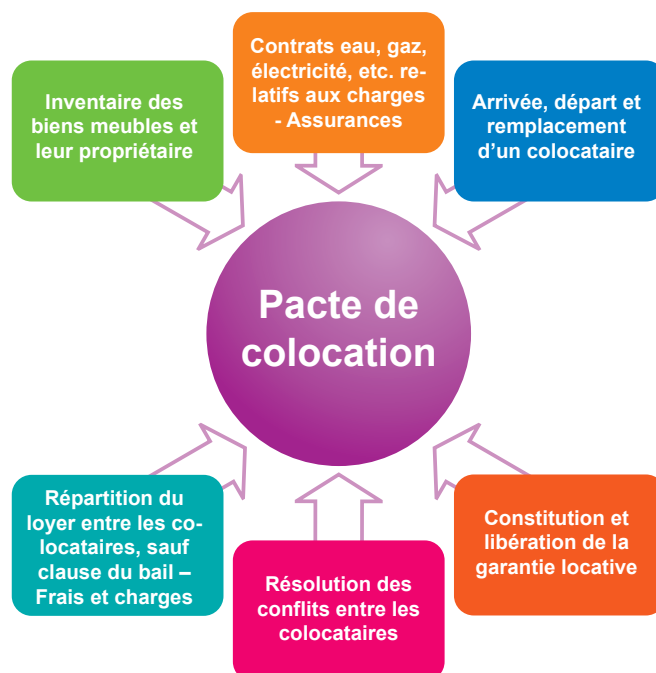 Contrats eau, gaz,
électricité, etc. re-
latifs aux charges
- Assurances
Inventaire des
biens meubles et
leur propriétaire
Arrivée, départ et
remplacement
d'un colocataire
Pacte de
colocation
Répartition du
loyer entre les co-
locataires, sauf
clause du bail –
Frais et charges
Résolution des
conflits entre les
colocataires
Constitution et
libération de la
garantie locative